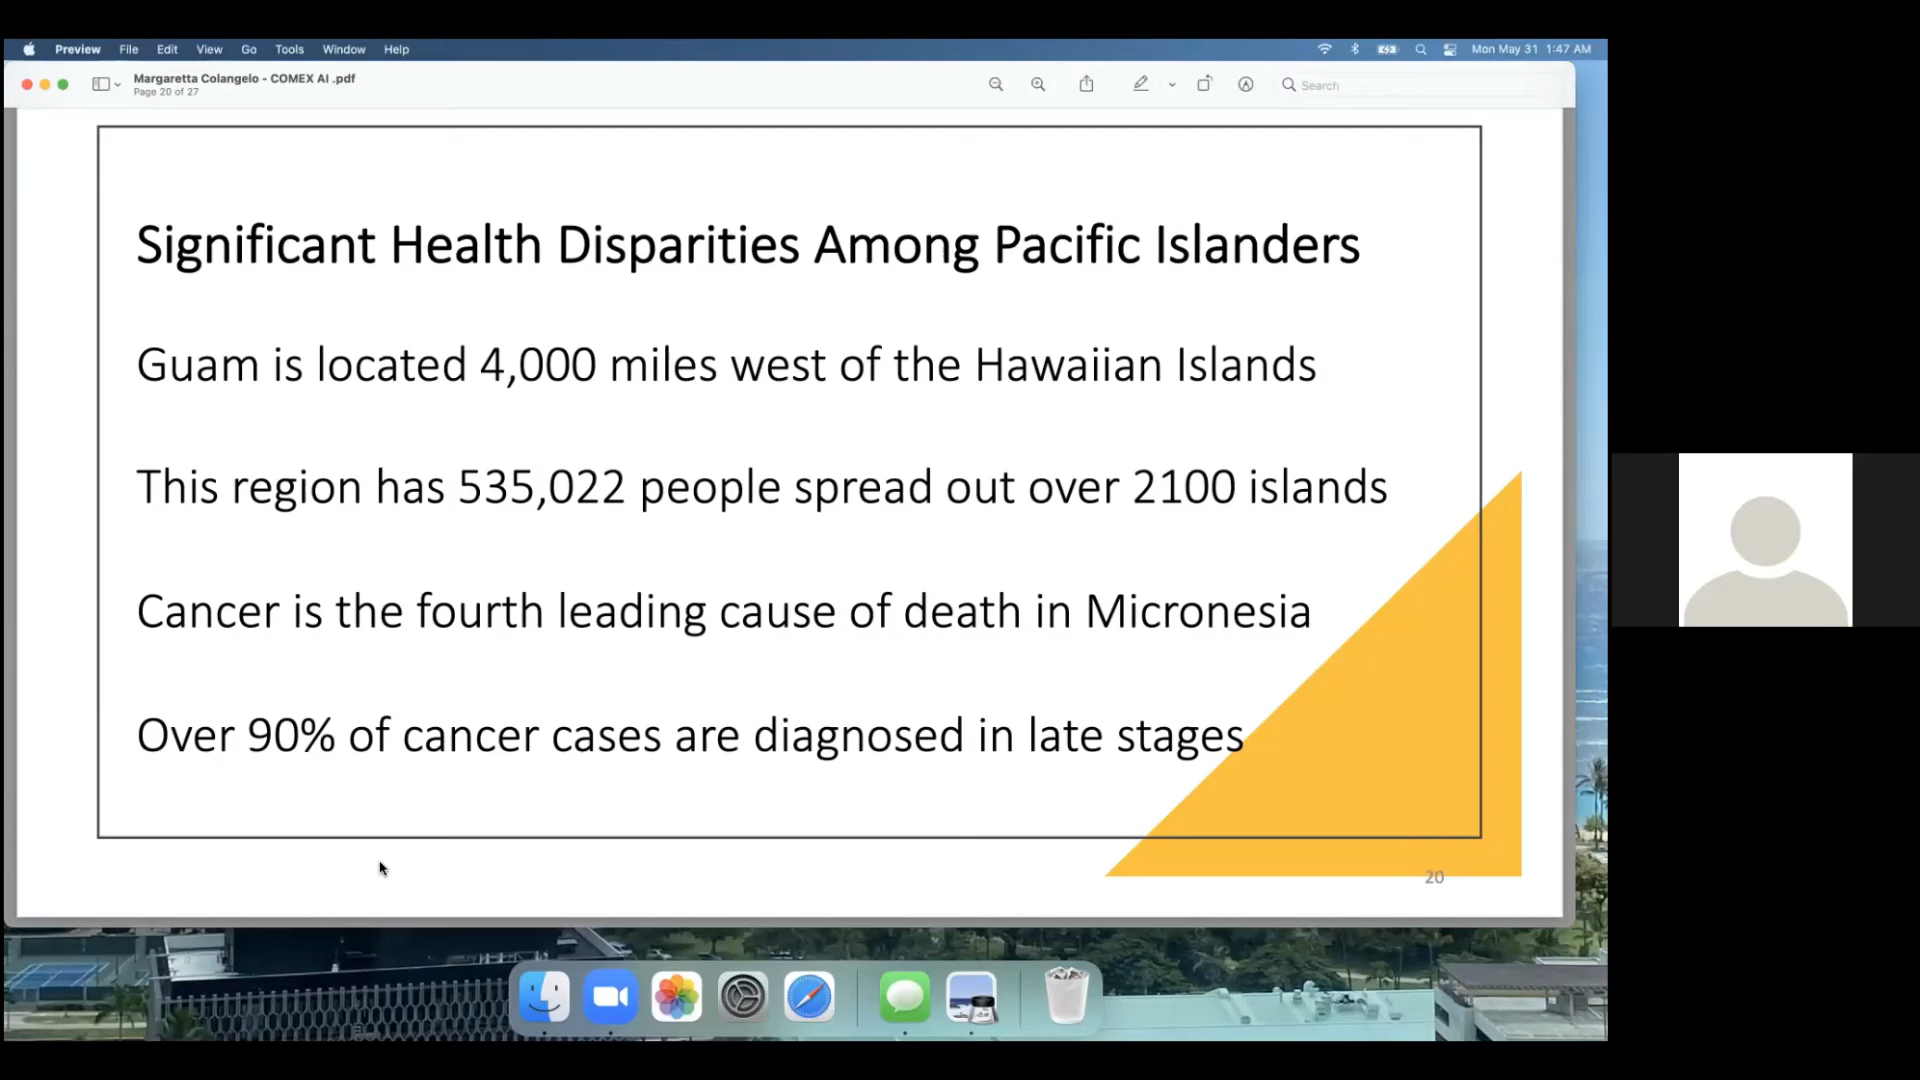 Preview File Edit View Go Tools Window Help Mon May 31 1:47 AM
Margaretta Colangelo - COMEX AI .pdf
Page 20 of 27
Search
Significant Health Disparities Among Pacific Islanders
Guam is located 4,000 miles west of the Hawaiian Islands
This region has 535,022 people spread out over 2100 islands
Cancer is the fourth leading cause of death in Micronesia
Over 90% of cancer cases are diagnosed in late stages
20